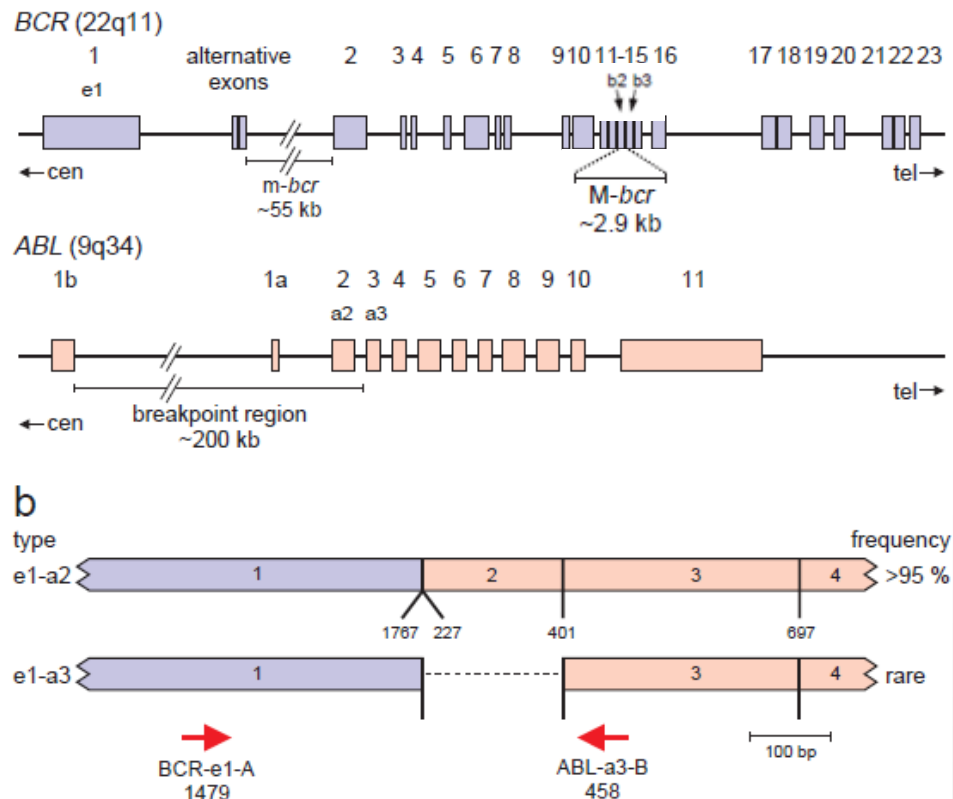 BCR (22q11)
1 alternative 2 3 4 5 6 7 8 9 10 11-15 16 17 18 19 20 21 22 23
e1 exons b2 b3
←cen m-bcr tel→
~55 kb M-bcr
~2.9 kb
ABL (9q34)
1b 1a 2 3 4 5 6 7 8 9 10 11
a2 a3
←cen breakpoint region tel→
~200 kb
b
type frequency
e1-a2 1 2 3 4 >95 %
1767 227 401 697
e1-a3 1 3 4 rare
BCR-e1-A ABL-a3-B 100 bp
1479 458